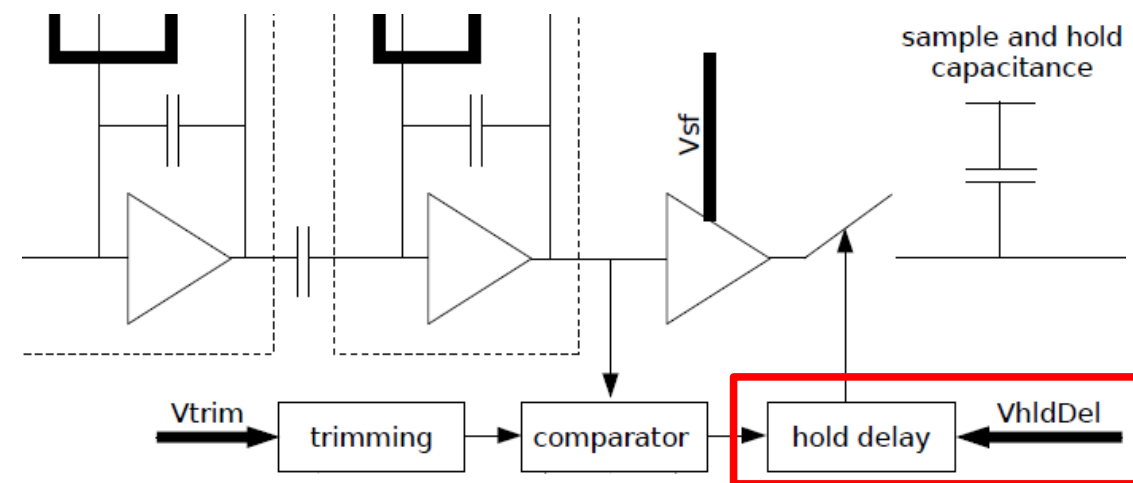 sample and hold
capacitance
Vsf
Vtrim
trimming
comparator
hold delay
VhldDel